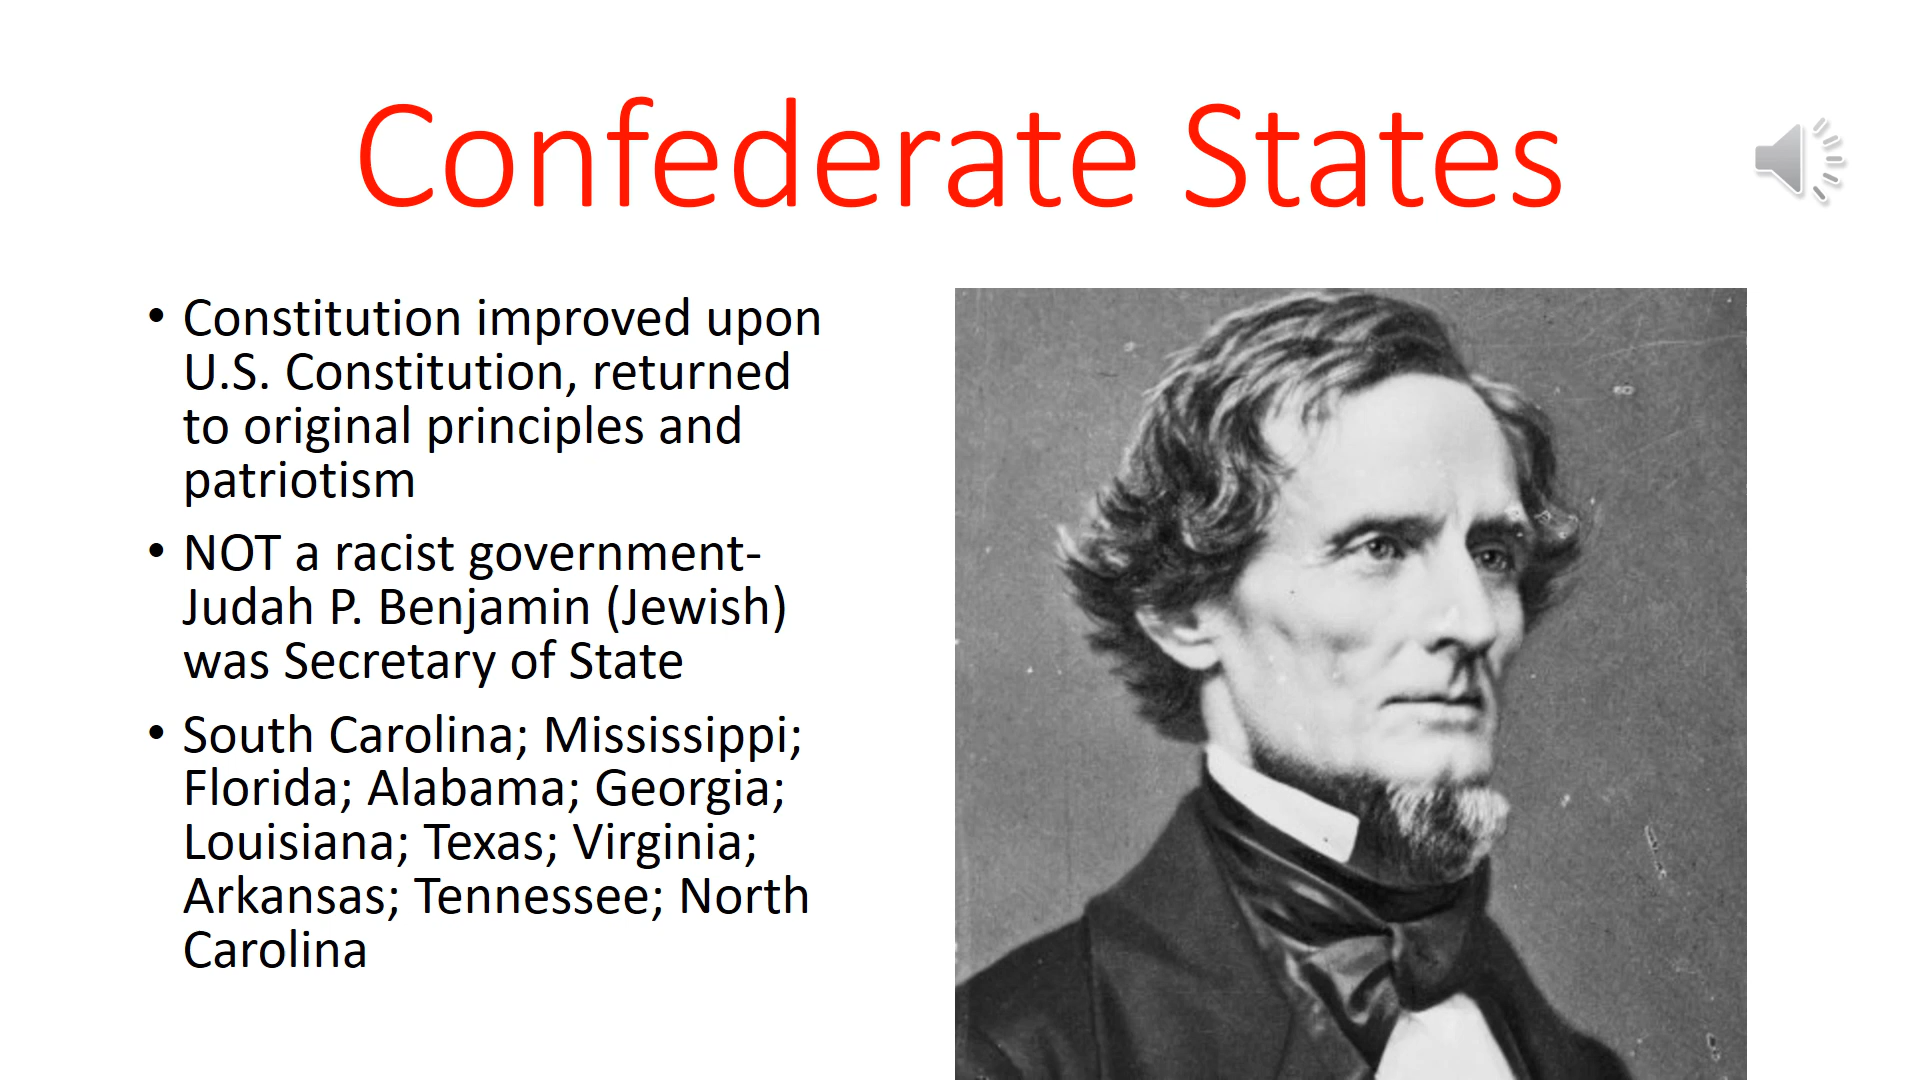 Confederate States
• Constitution improved upon
U.S. Constitution, returned
to original principles and
patriotism
• NOT a racist government-
Judah P. Benjamin (Jewish)
was Secretary of State
• South Carolina; Mississippi;
Florida; Alabama; Georgia;
Louisiana; Texas; Virginia;
Arkansas; Tennessee; North
Carolina